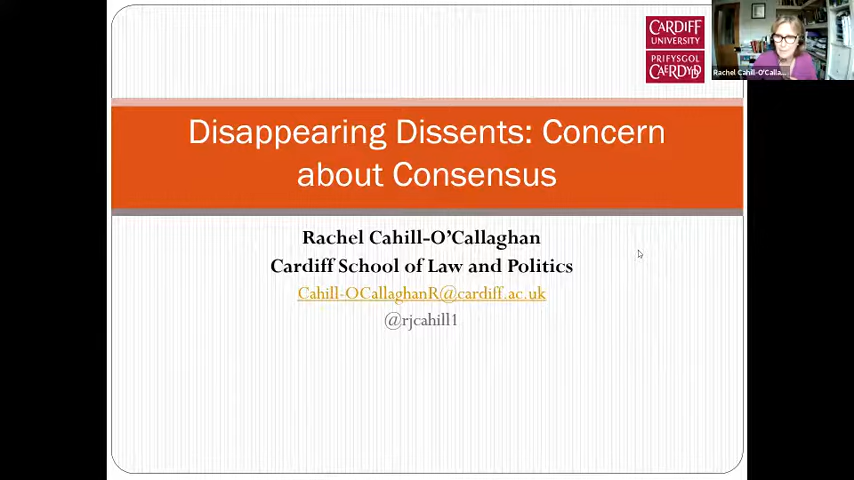 CARDIFF
UNIVERSITY
PRIFYSGOL
CAERDYDD
Rachel Cahill-O'Calla...
Disappearing Dissents: Concern
about Consensus
Rachel Cahill-O'Callaghan
Cardiff School of Law and Politics
Cahill-OCallaghanR@cardiff.ac.uk
@rjcahill1